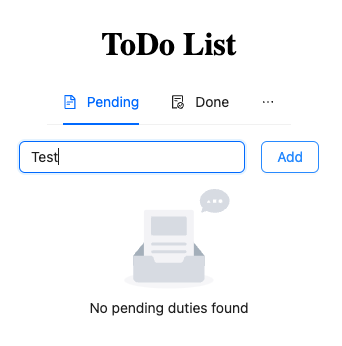 ToDo List
Pending Done ···
Test Add
No pending duties found